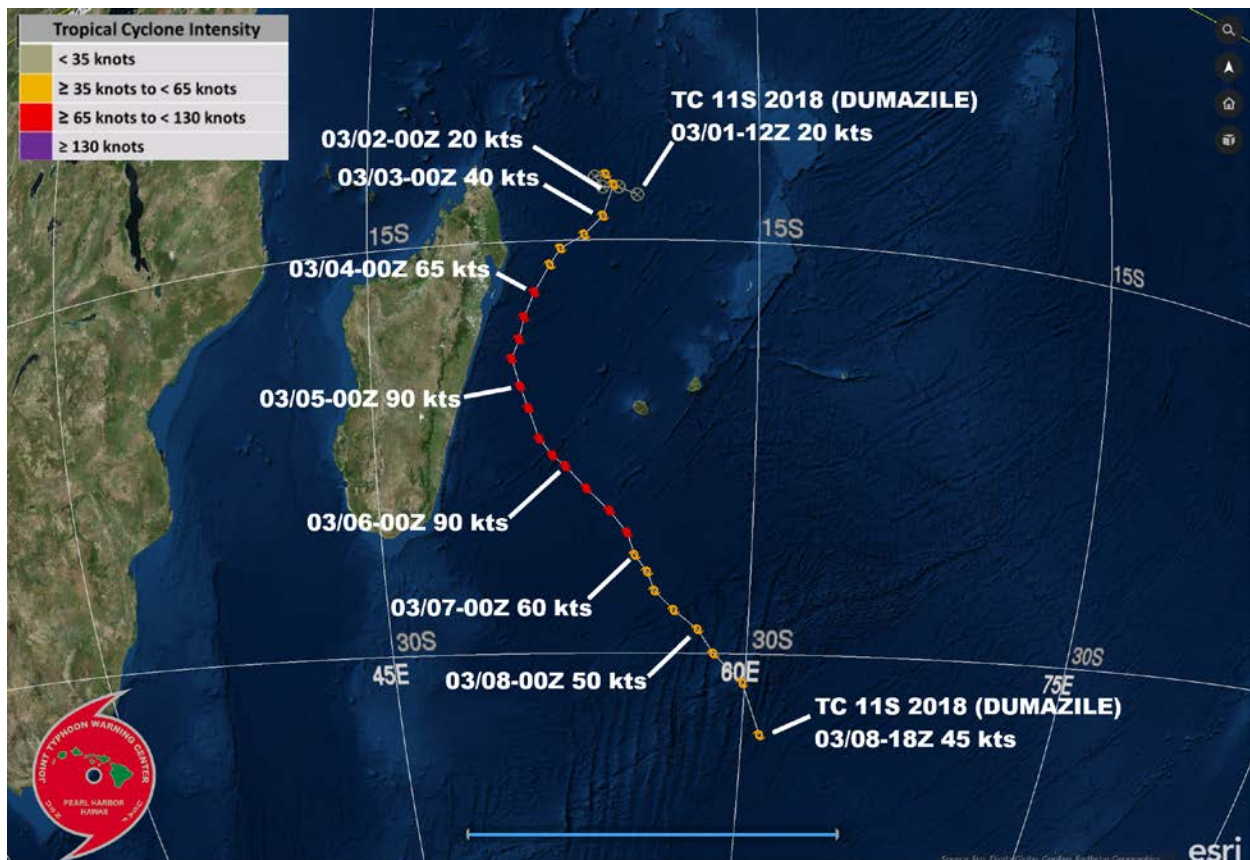 Tropical Cyclone Intensity
< 35 knots
≥ 35 knots to < 65 knots
≥ 65 knots to < 130 knots
≥ 130 knots
TC 11S 2018 (DUMAZILE)
03/01-12Z 20 kts
03/02-00Z 20 kts
03/03-00Z 40 kts
15S
15S
15S
03/04-00Z 65 kts
03/05-00Z 90 kts
03/06-00Z 90 kts
03/07-00Z 60 kts
30S
30S
30S
45E
60E
75E
03/08-00Z 50 kts
TC 11S 2018 (DUMAZILE)
03/08-18Z 45 kts
JOINT TYPHOON WARNING CENTER
PEARL HARBOR
HAWAII
esri